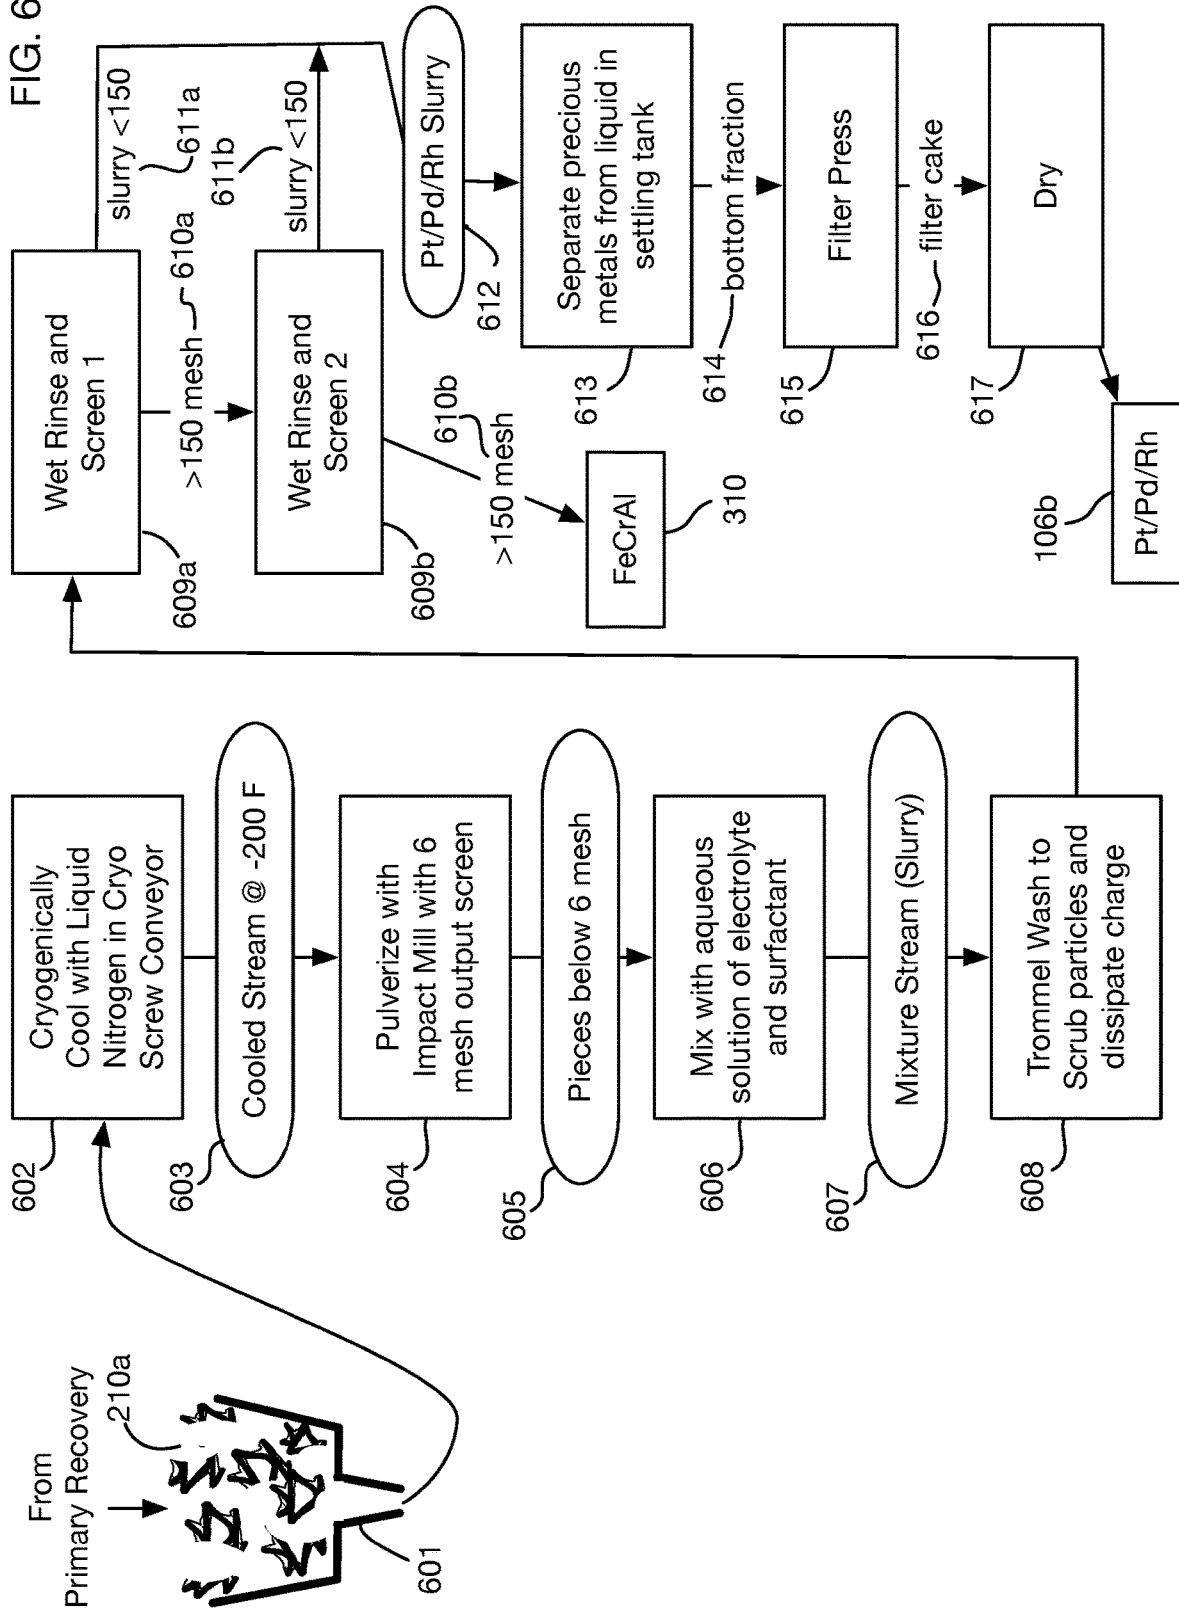 FIG. 6
From
Primary Recovery
210a
601
602
Cryogenically
Cool with Liquid
Nitrogen in Cryo
Screw Conveyor
603
Cooled Stream @ -200 F
604
Pulverize with
Impact Mill with 6
mesh output screen
605
Pieces below 6 mesh
606
Mix with aqueous
solution of electrolyte
and surfactant
607
Mixture Stream (Slurry)
608
Trommel Wash to
Scrub particles and
dissipate charge
609a
Wet Rinse and
Screen 1
slurry <150
611a
>150 mesh
610a
611b
609b
Wet Rinse and
Screen 2
slurry <150
610b
>150 mesh
FeCrAl
310
Pt/Pd/Rh Slurry
612
Separate precious
metals from liquid in
settling tank
613
614
bottom fraction
Filter Press
615
616
filter cake
Dry
617
106b
Pt/Pd/Rh